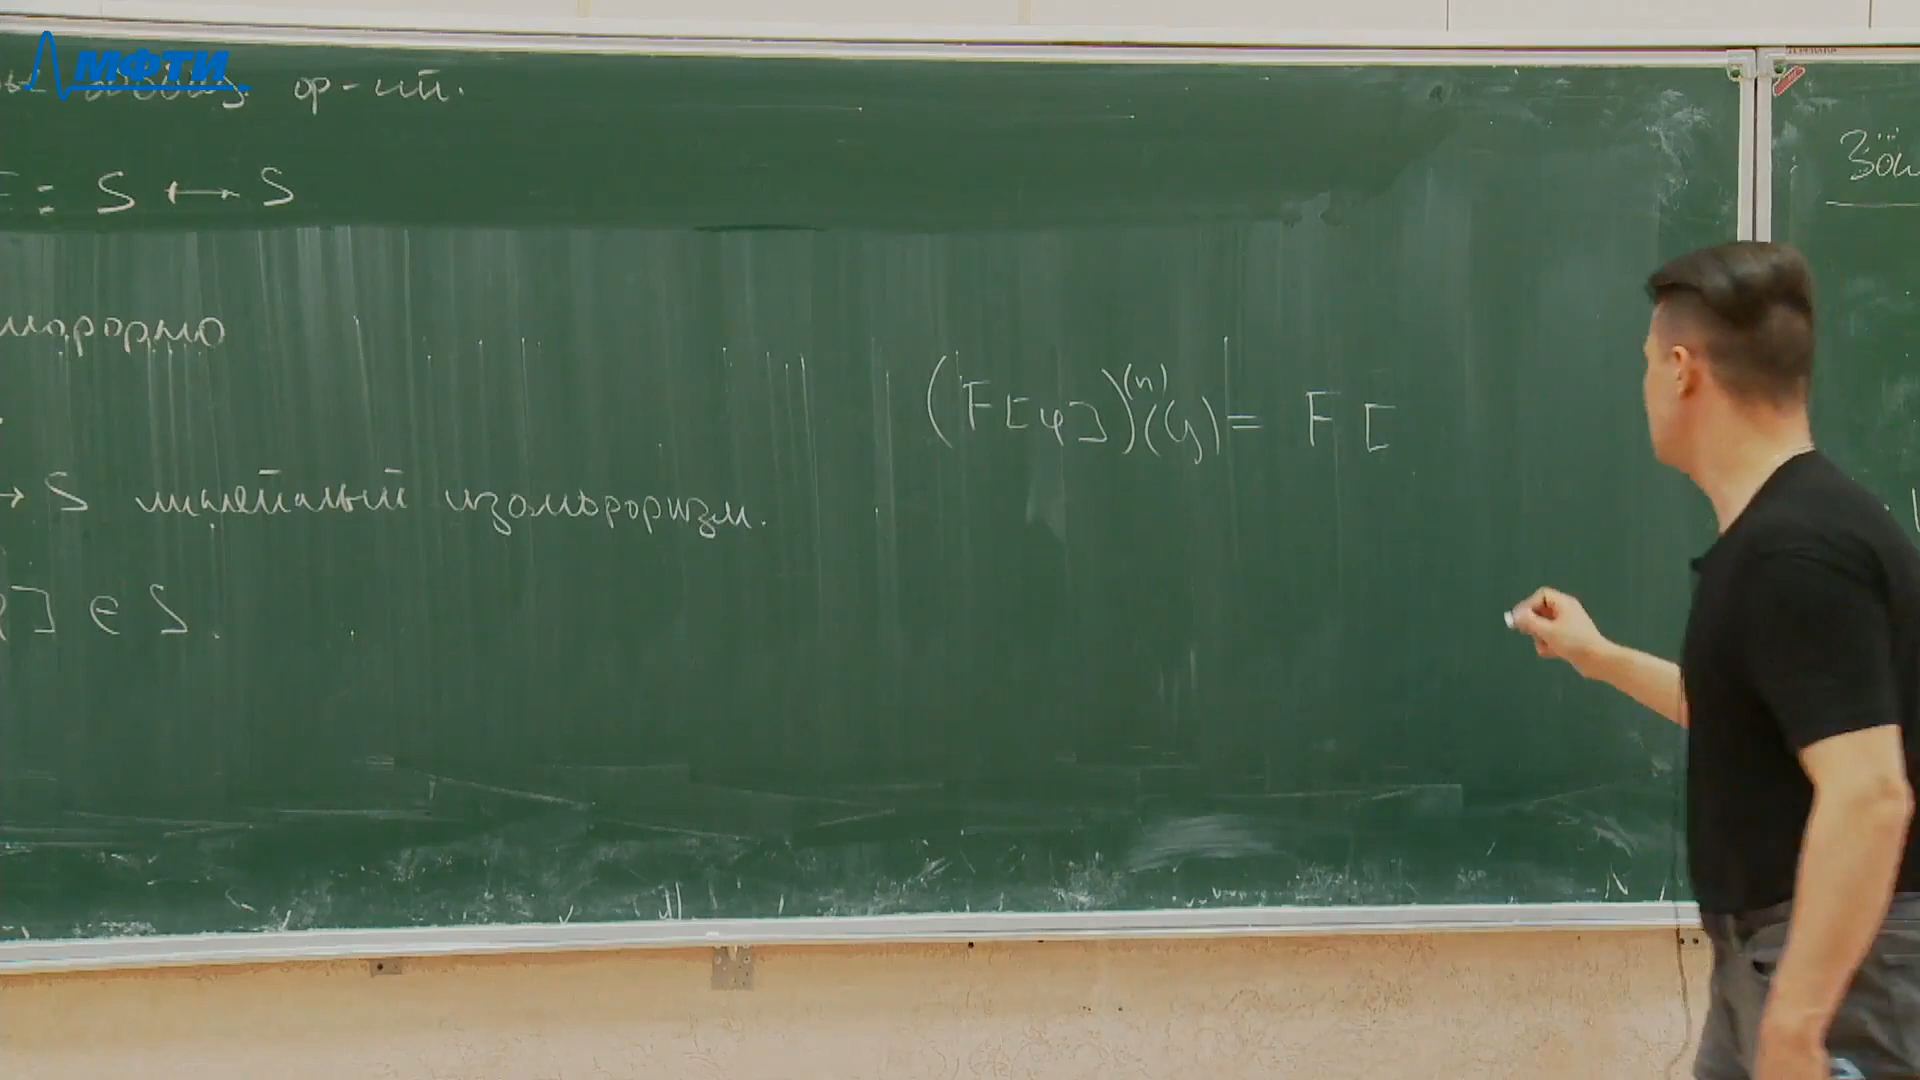 МФТИ
ф-ий.
: S ↔ S
морфно
(F[φ])^(n)(y) = F[
→ S линейный изоморфизм.
] ∈ S.